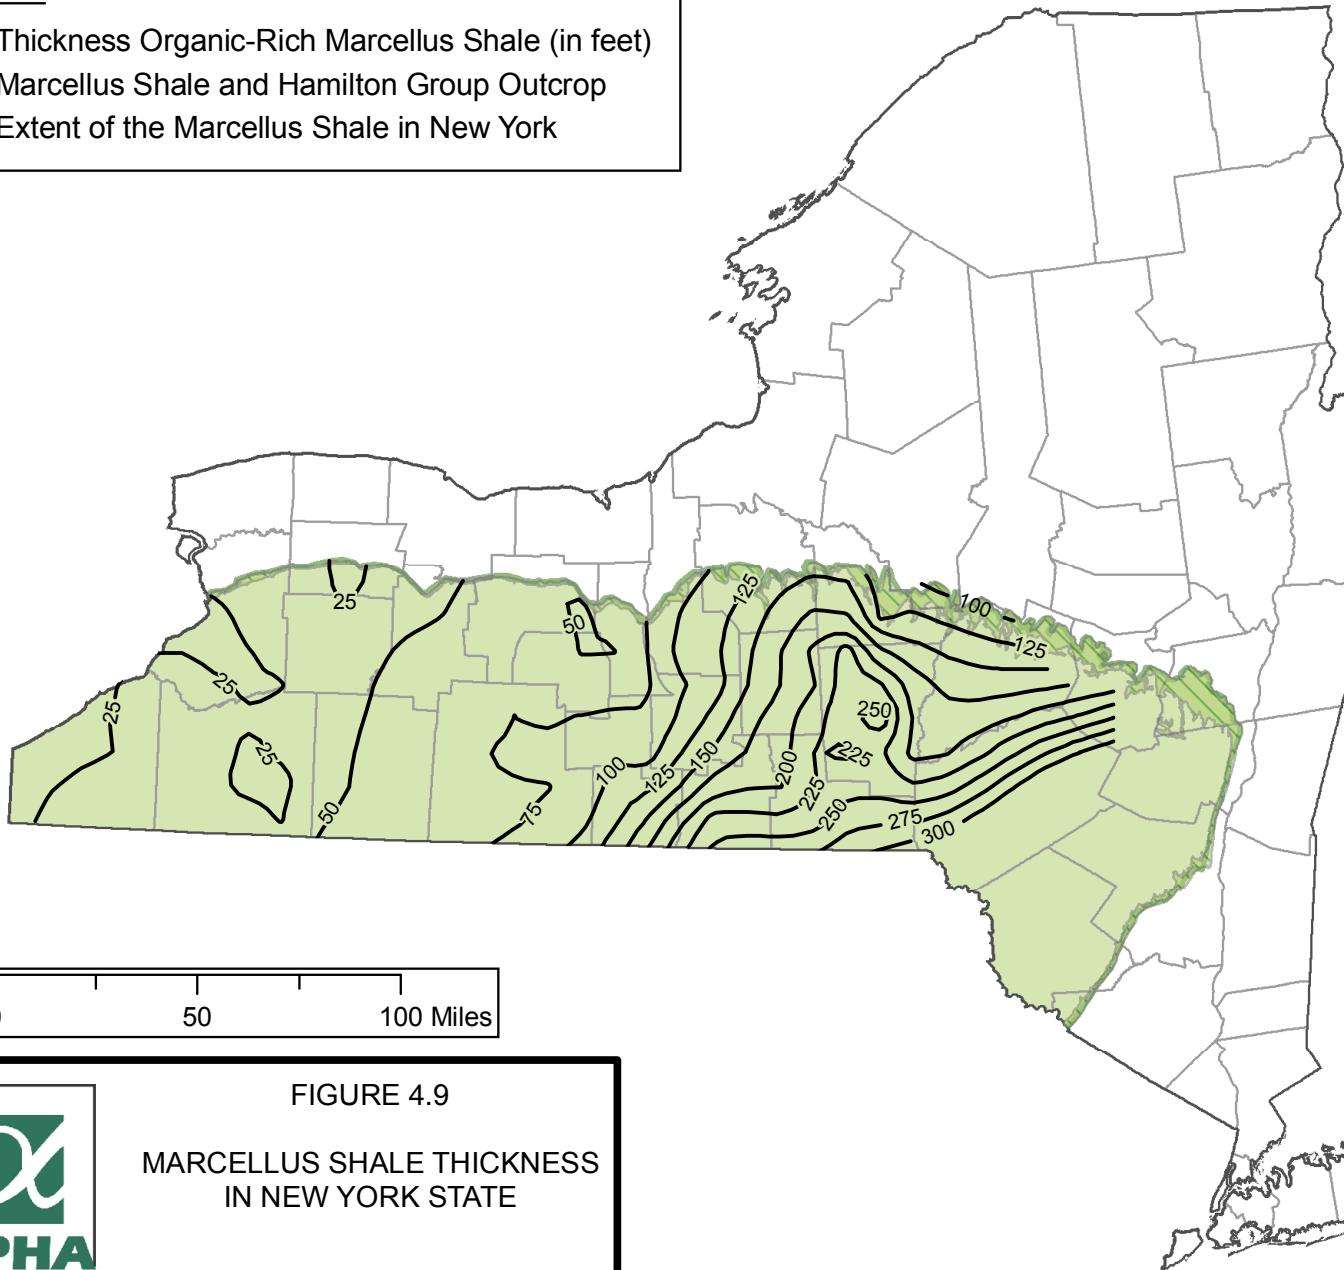 Thickness Organic-Rich Marcellus Shale (in feet)
Marcellus Shale and Hamilton Group Outcrop
Extent of the Marcellus Shale in New York
25
125
100
50
125
25
25
250
25
225
100
125
150
200
225
50
75
250
275
300
50
100 Miles
FIGURE 4.9
MARCELLUS SHALE THICKNESS
IN NEW YORK STATE
PHA